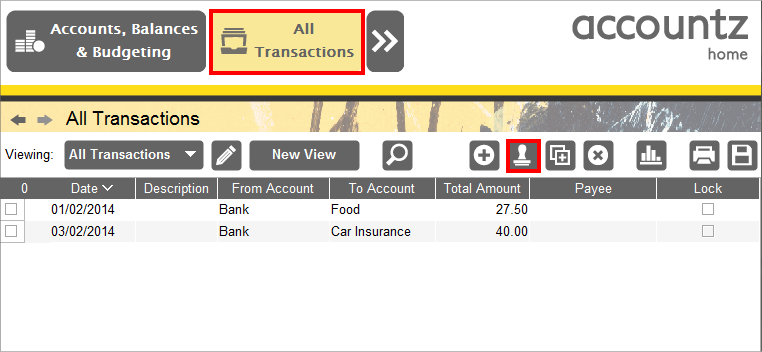 Accounts, Balances
& Budgeting
All
Transactions
accountz
home
All Transactions
Viewing: All Transactions New View
0 Date Description From Account To Account Total Amount Payee Lock
01/02/2014 Bank Food 27.50
03/02/2014 Bank Car Insurance 40.00